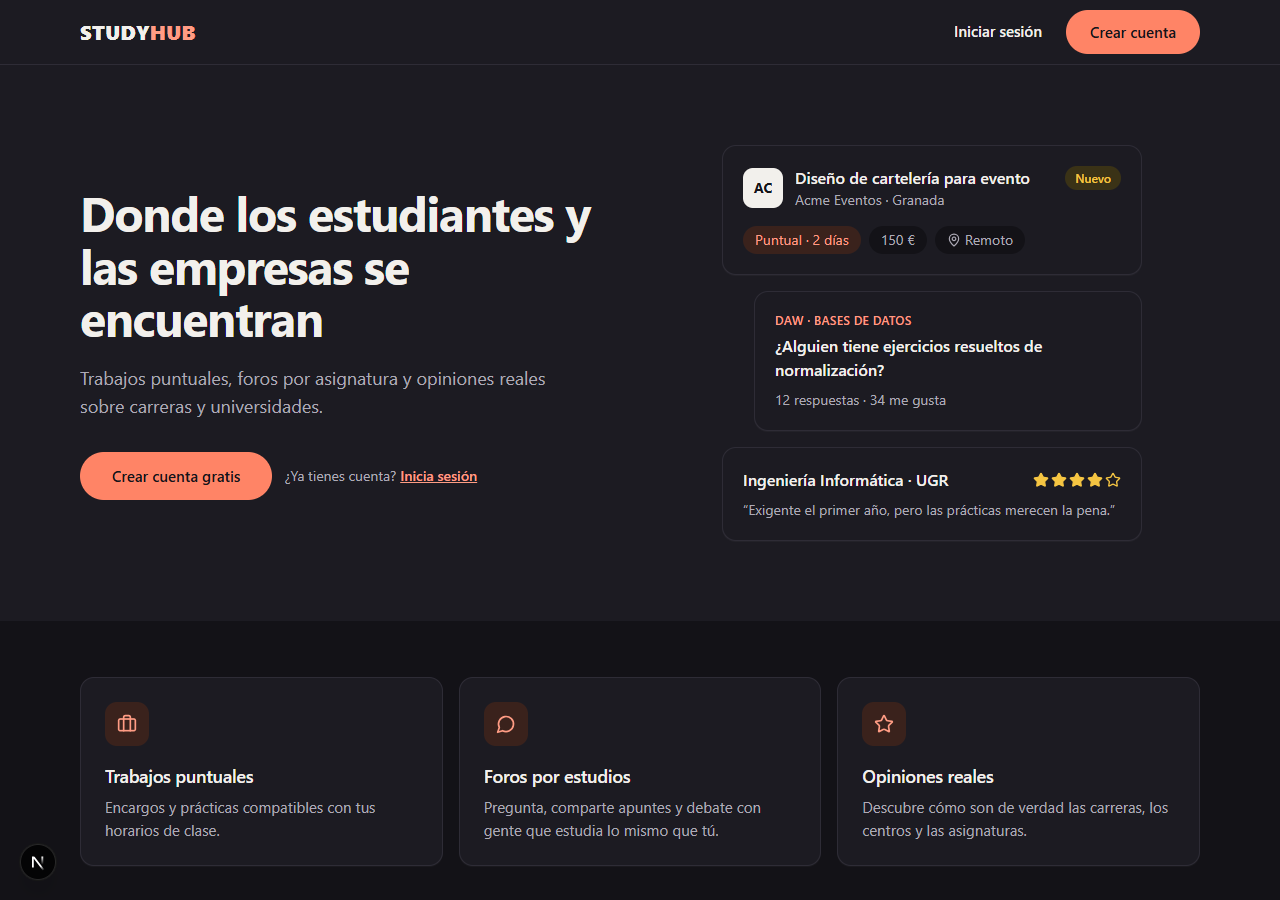 STUDYHUB
Iniciar sesión
Crear cuenta
Donde los estudiantes y
las empresas se
encuentran
Trabajos puntuales, foros por asignatura y opiniones reales
sobre carreras y universidades.
Crear cuenta gratis
¿Ya tienes cuenta? Inicia sesión
AC
Diseño de cartelería para evento
Nuevo
Acme Eventos · Granada
Puntual · 2 días
150 €
Remoto
DAW · BASES DE DATOS
¿Alguien tiene ejercicios resueltos de
normalización?
12 respuestas · 34 me gusta
Ingeniería Informática · UGR
“Exigente el primer año, pero las prácticas merecen la pena.”
Trabajos puntuales
Encargos y prácticas compatibles con tus
horarios de clase.
Foros por estudios
Pregunta, comparte apuntes y debate con
gente que estudia lo mismo que tú.
Opiniones reales
Descubre cómo son de verdad las carreras, los
centros y las asignaturas.
N